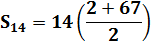 S₁₄ = 14((2 + 67)/2)